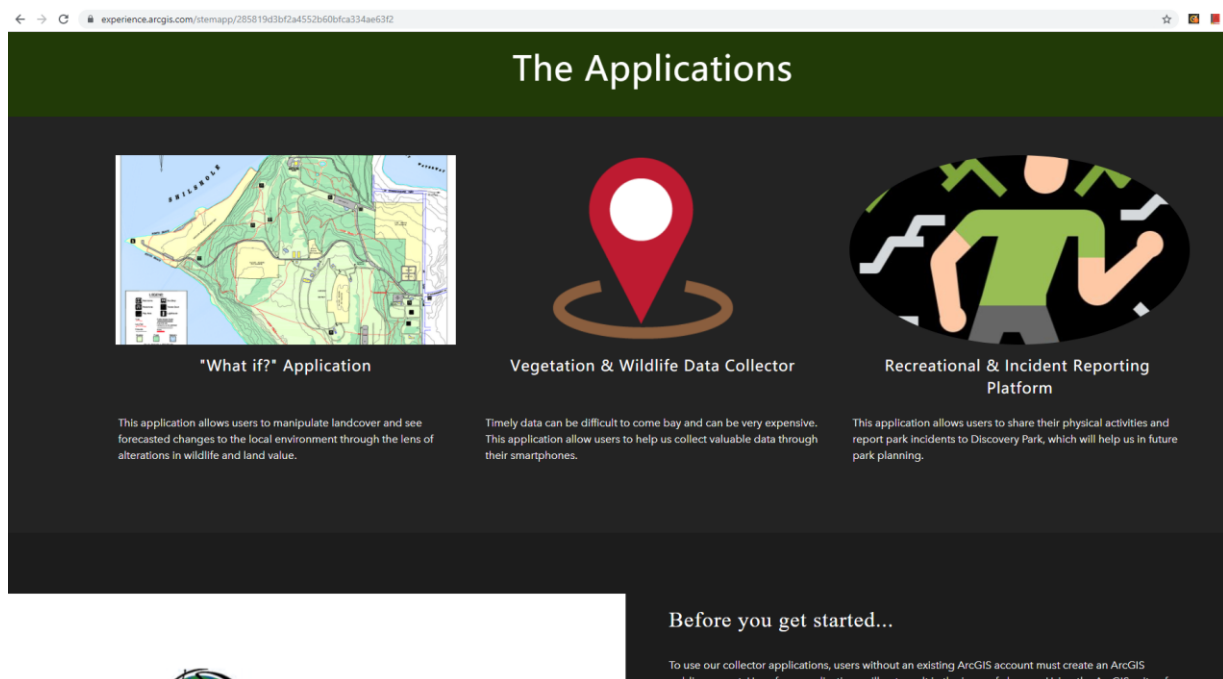 experience.arcgis.com/stemapp/285819d3bf2a4552b60bfca334ae63f2
The Applications
SHILSHOLE
LEGEND
"What if?" Application
This application allows users to manipulate landcover and see
forecasted changes to the local environment through the lens of
alterations in wildlife and land value.
Vegetation & Wildlife Data Collector
Timely data can be difficult to come bay and can be very expensive.
This application allow users to help us collect valuable data through
their smartphones.
Recreational & Incident Reporting
Platform
This application allows users to share their physical activities and
report park incidents to Discovery Park, which will help us in future
park planning.
Before you get started...
To use our collector applications, users without an existing ArcGIS account must create an ArcGIS